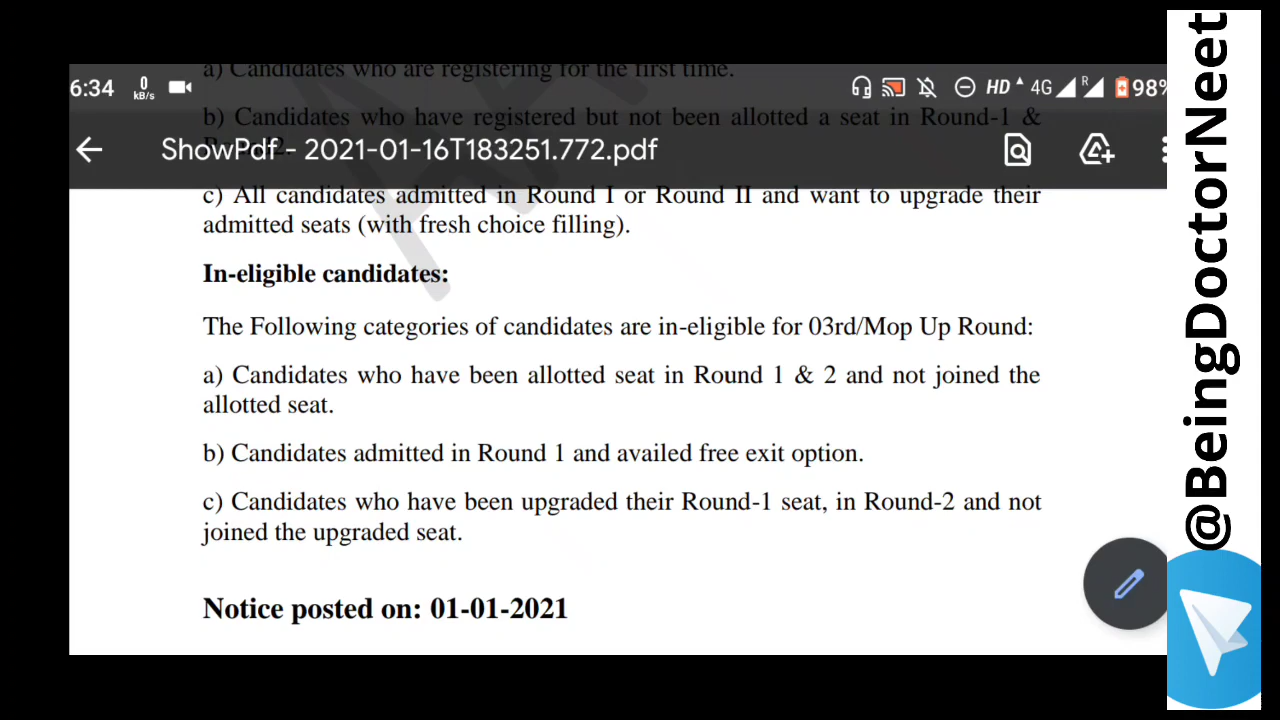 a) Candidates who are registering for the first time.
6:34 0 kB/s HD 4G R 98%
b) Candidates who have registered but not been allotted a seat in Round-1 &
ShowPdf - 2021-01-16T183251.772.pdf
c) All candidates admitted in Round I or Round II and want to upgrade their
admitted seats (with fresh choice filling).
In-eligible candidates:
The Following categories of candidates are in-eligible for 03rd/Mop Up Round:
a) Candidates who have been allotted seat in Round 1 & 2 and not joined the
allotted seat.
b) Candidates admitted in Round 1 and availed free exit option.
c) Candidates who have been upgraded their Round-1 seat, in Round-2 and not
joined the upgraded seat.
Notice posted on: 01-01-2021
@BeingDoctorNeet